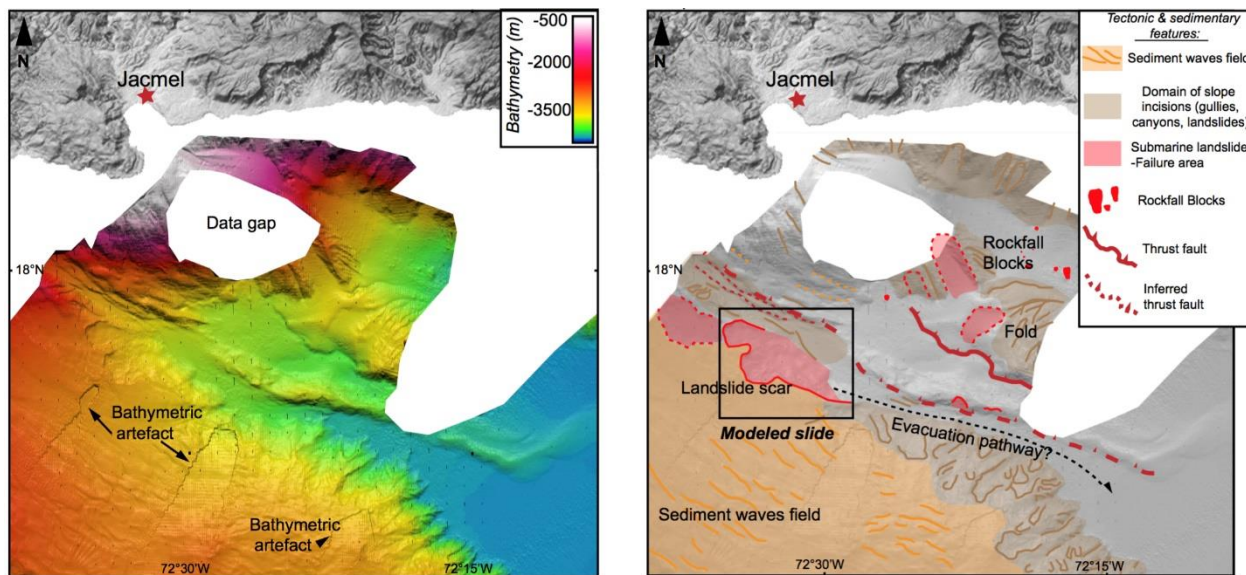 N
Jacmel
Bathymetry (m)
-500
-2000
-3500
Data gap
18°N
Bathymetric
artefact
Bathymetric
artefact
72°30'W
72°15'W
N
Jacmel
Tectonic & sedimentary
features:
Sediment waves field
Domain of slope
incisions (gullies,
canyons, landslides)
Submarine landslide
-Failure area
Rockfall Blocks
Thrust fault
Inferred
thrust fault
18°N
Rockfall
Blocks
Fold
Landslide scar
Modeled slide
Evacuation pathway?
Sediment waves field
72°30'W
72°15'W